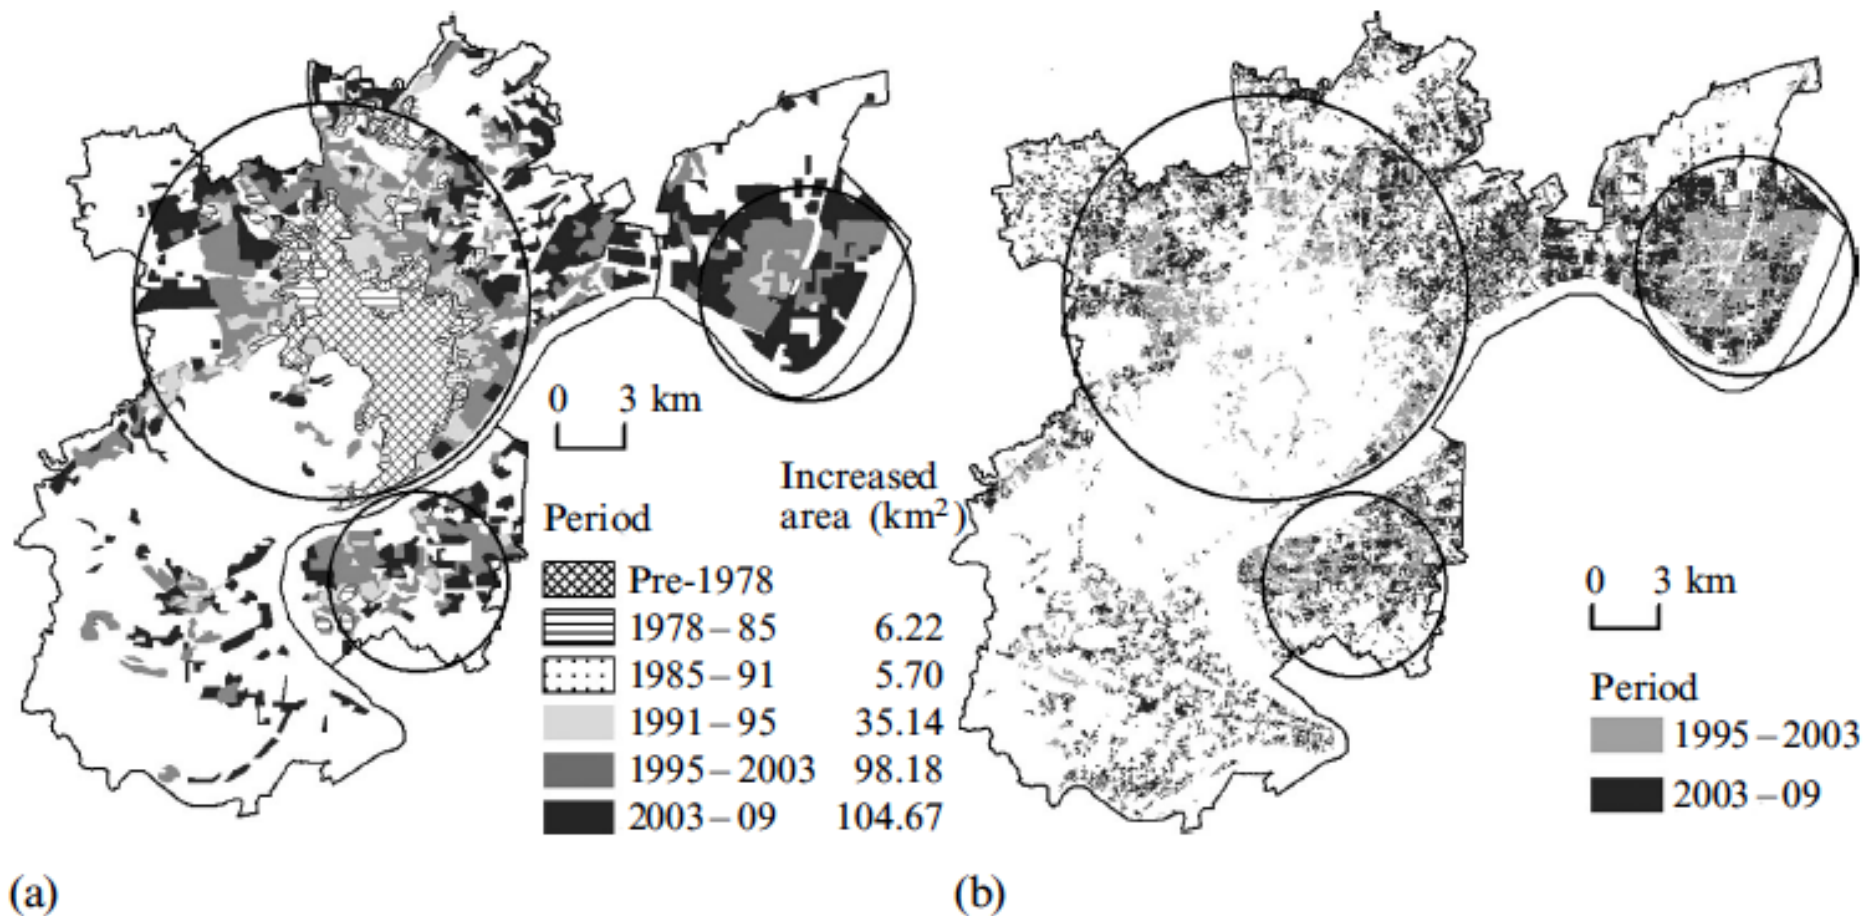 0 3 km
Increased
Period area (km²)
Pre-1978
1978–85 6.22
1985–91 5.70
1991–95 35.14
1995–2003 98.18
2003–09 104.67
(a)
0 3 km
Period
1995–2003
2003–09
(b)